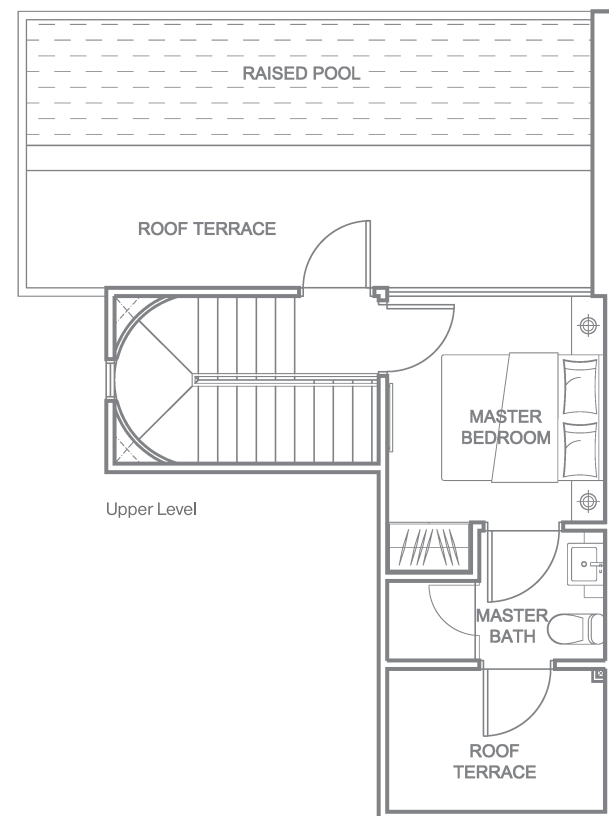 RAISED POOL
ROOF TERRACE
MASTER
BEDROOM
Upper Level
MASTER
BATH
ROOF
TERRACE